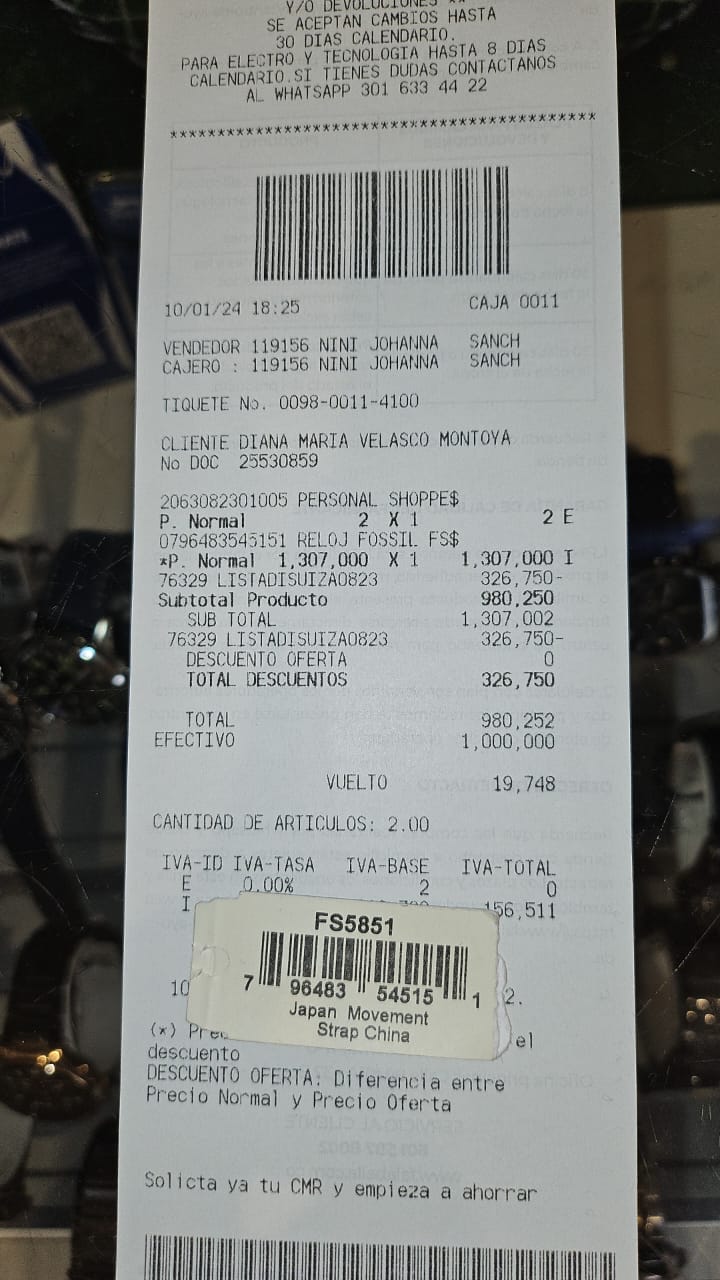 Y/O DEVOLUCIONES **
SE ACEPTAN CAMBIOS HASTA
30 DIAS CALENDARIO.
PARA ELECTRO Y TECNOLOGIA HASTA 8 DIAS
CALENDARIO.SI TIENES DUDAS CONTACTANOS
AL WHATSAPP 301 633 44 22
******************************************
10/01/24 18:25 CAJA 0011
VENDEDOR 119156 NINI JOHANNA SANCH
CAJERO : 119156 NINI JOHANNA SANCH
TIQUETE No. 0098-0011-4100
CLIENTE DIANA MARIA VELASCO MONTOYA
No DOC 25530859
2063082301005 PERSONAL SHOPPE$
P. Normal 2 X 1 2 E
0796483545151 RELOJ FOSSIL FS$
*P. Normal 1,307,000 X 1 1,307,000 I
76329 LISTADISUIZA0823 326,750-
Subtotal Producto 980,250
SUB TOTAL 1,307,002
76329 LISTADISUIZA0823 326,750-
DESCUENTO OFERTA 0
TOTAL DESCUENTOS 326,750
TOTAL 980,252
EFECTIVO 1,000,000
VUELTO 19,748
CANTIDAD DE ARTICULOS: 2.00
IVA-ID IVA-TASA IVA-BASE IVA-TOTAL
E 0.00% 2 0
I 156,511
FS5851
7 96483 54515 1
Japan Movement
Strap China
10 2.
(*) el
descuento
DESCUENTO OFERTA: Diferencia entre
Precio Normal y Precio Oferta
Solicta ya tu CMR y empieza a ahorrar